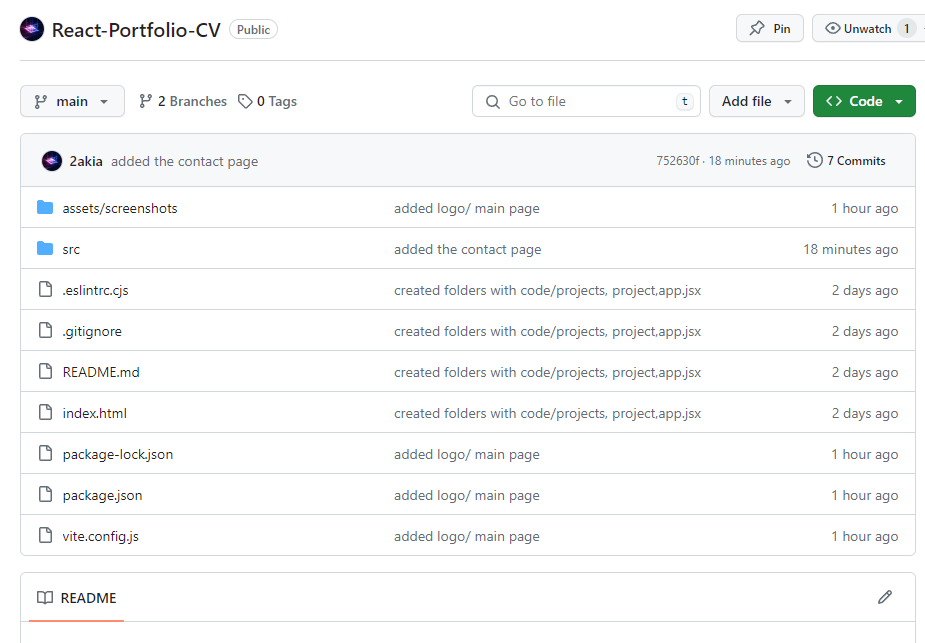 React-Portfolio-CV Public Pin Unwatch 1
main 2 Branches 0 Tags Go to file t Add file Code
2akia added the contact page 752630f · 18 minutes ago 7 Commits
assets/screenshots added logo/ main page 1 hour ago
src added the contact page 18 minutes ago
.eslintrc.cjs created folders with code/projects, project,app.jsx 2 days ago
.gitignore created folders with code/projects, project,app.jsx 2 days ago
README.md created folders with code/projects, project,app.jsx 2 days ago
index.html created folders with code/projects, project,app.jsx 2 days ago
package-lock.json added logo/ main page 1 hour ago
package.json added logo/ main page 1 hour ago
vite.config.js added logo/ main page 1 hour ago
README